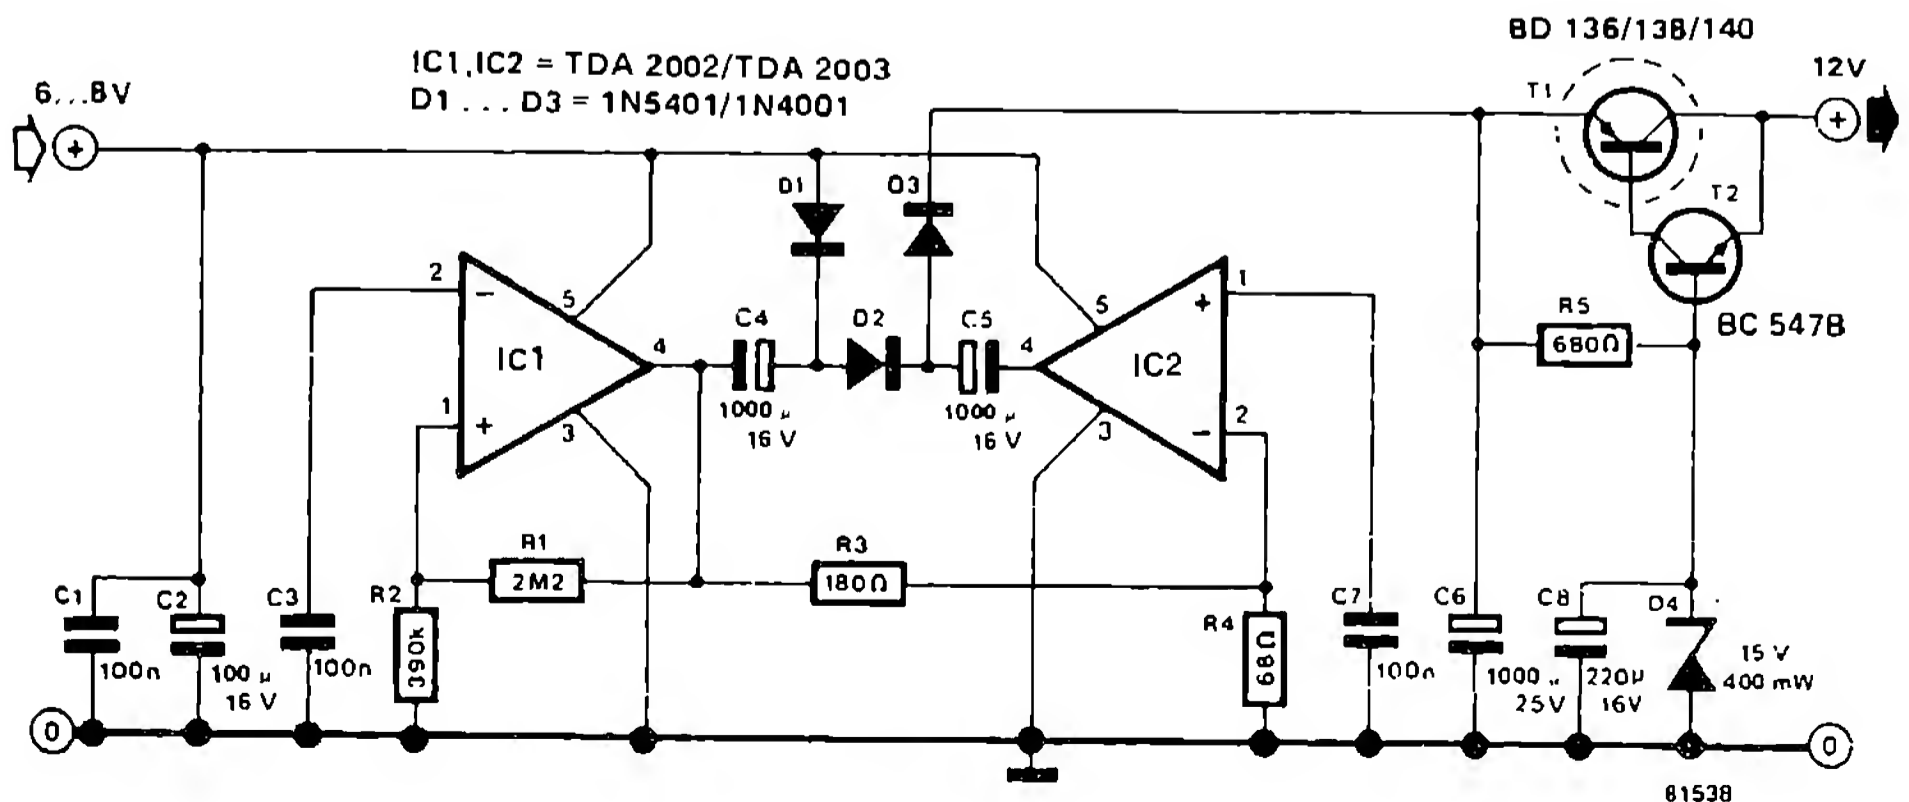 BD 136/138/140
IC1,IC2 = TDA 2002/TDA 2003
D1 ... D3 = 1N5401/1N4001
6...8V
12V
T1
+
+
D1
D3
T2
2
−
5
1
+
5
R5
680Ω
BC 547B
C4
D2
C5
IC1
4
4
IC2
1000 µ
16 V
1000 µ
16 V
1
+
3
3
−
2
R1
2M2
R3
180Ω
C1
C2
C3
R2
390k
R4
68Ω
C7
C6
C8
D4
100n
100 µ
16 V
100n
100n
1000 µ
25V
220µ
16V
15 V
400 mW
0
0
81538